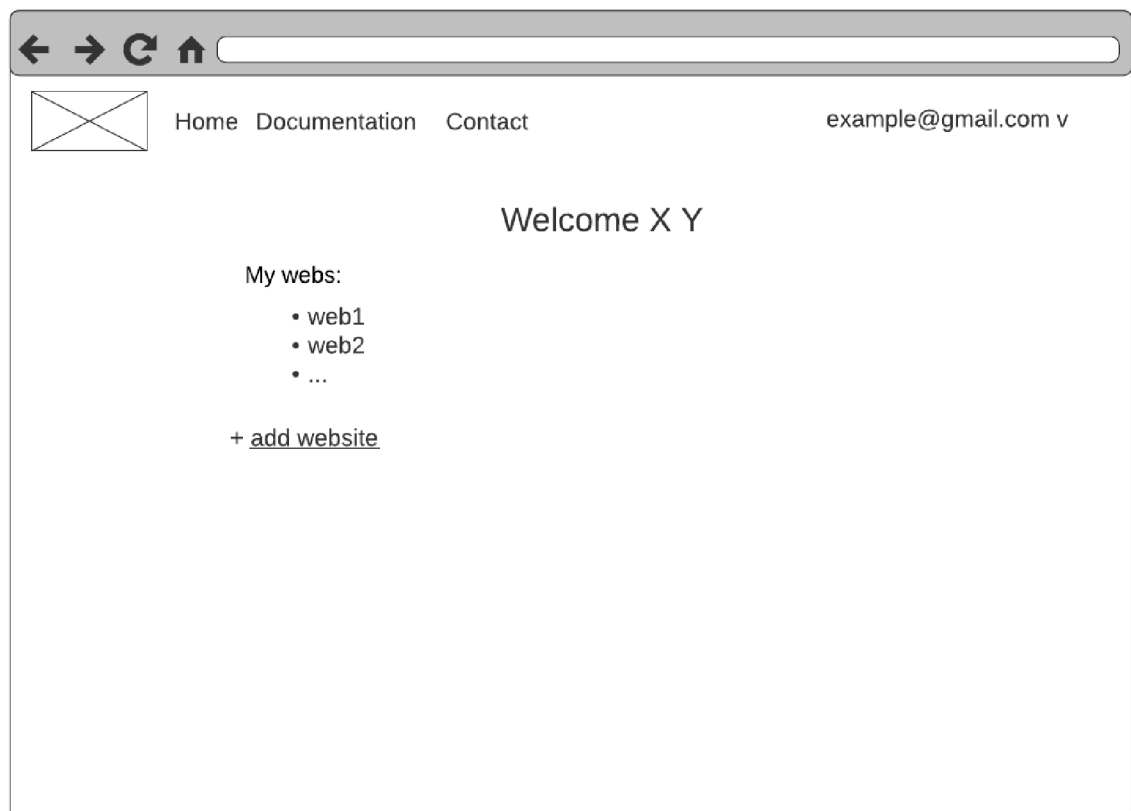 Home Documentation Contact example@gmail.com v
Welcome X Y
My webs:
• web1
• web2
• ...
+ add website